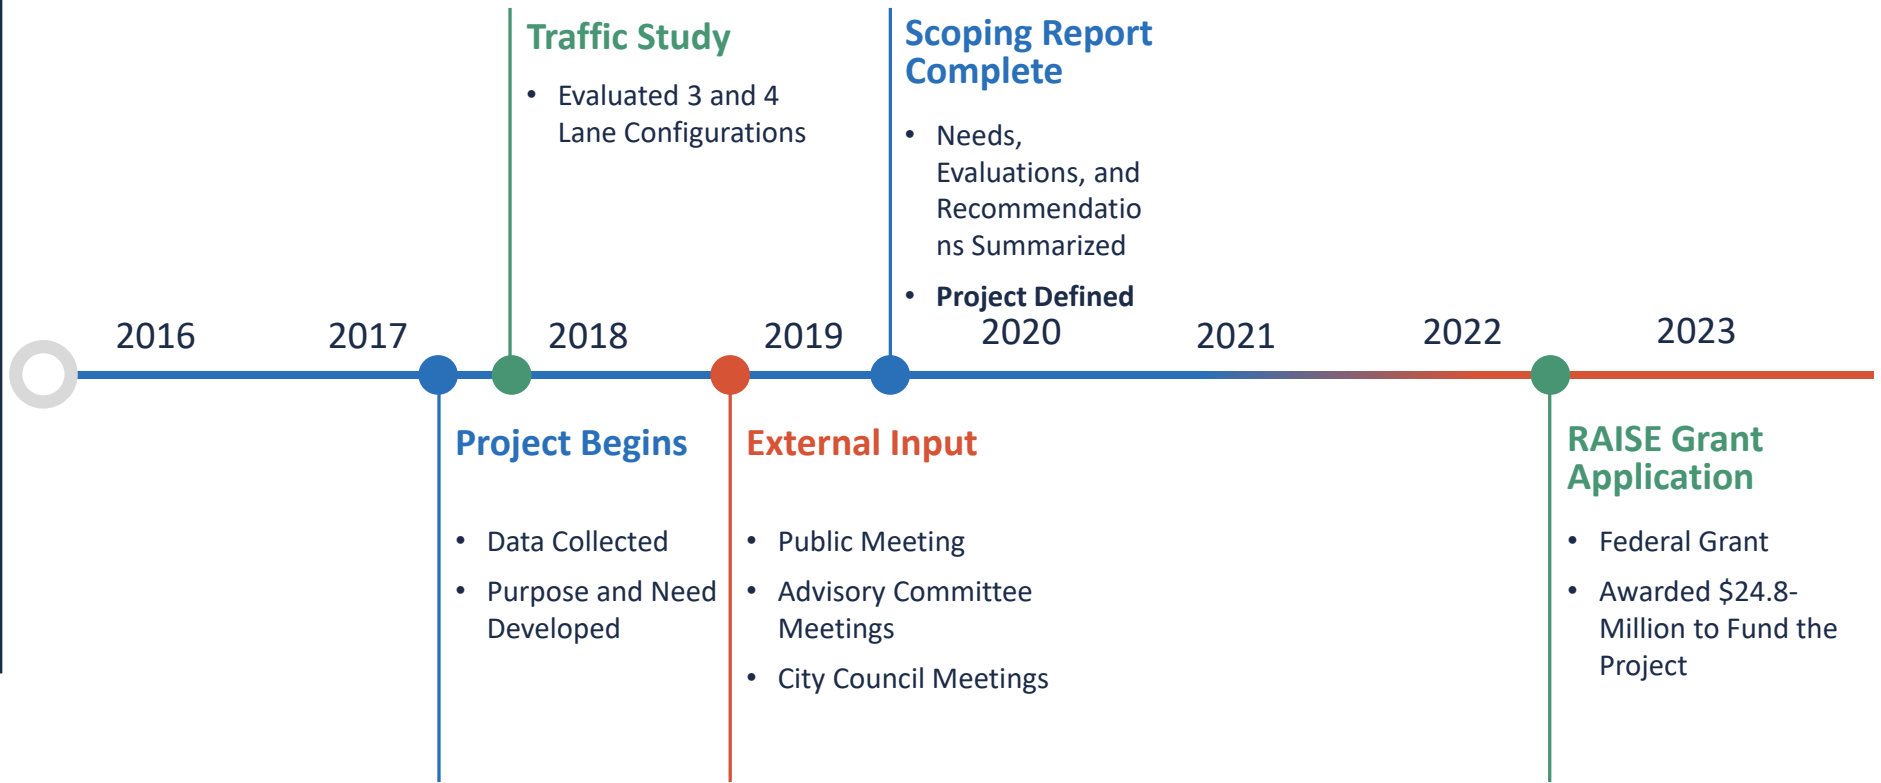 Traffic Study
• Evaluated 3 and 4
Lane Configurations
Scoping Report
Complete
• Needs,
Evaluations, and
Recommendatio
ns Summarized
• Project Defined
2016
2017
2018
2019
2020
2021
2022
2023
Project Begins
• Data Collected
• Purpose and Need
Developed
External Input
• Public Meeting
• Advisory Committee
Meetings
• City Council Meetings
RAISE Grant
Application
• Federal Grant
• Awarded $24.8-
Million to Fund the
Project